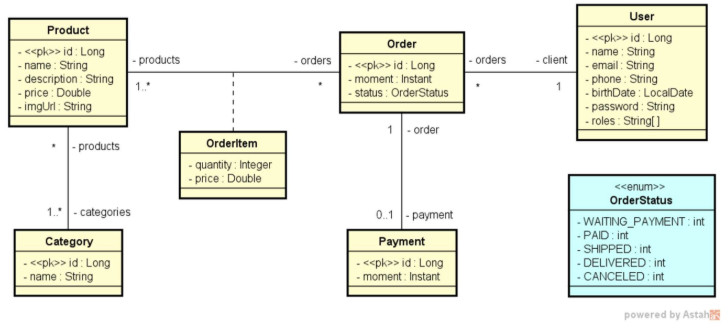 Product
- <<pk>> id : Long
- name : String
- description : String
- price : Double
- imgUrl : String
- products
1..*
- orders
*
Order
- <<pk>> id : Long
- moment : Instant
- status : OrderStatus
- orders
*
- client
1
User
- <<pk>> id : Long
- name : String
- email : String
- phone : String
- birthDate : LocalDate
- password : String
- roles : String[ ]
OrderItem
- quantity : Integer
- price : Double
* - products
1..* - categories
Category
- <<pk>> id : Long
- name : String
1 - order
0..1 - payment
Payment
- <<pk>> id : Long
- moment : Instant
<<enum>>
OrderStatus
- WAITING_PAYMENT : int
- PAID : int
- SHIPPED : int
- DELIVERED : int
- CANCELED : int
powered by Astah